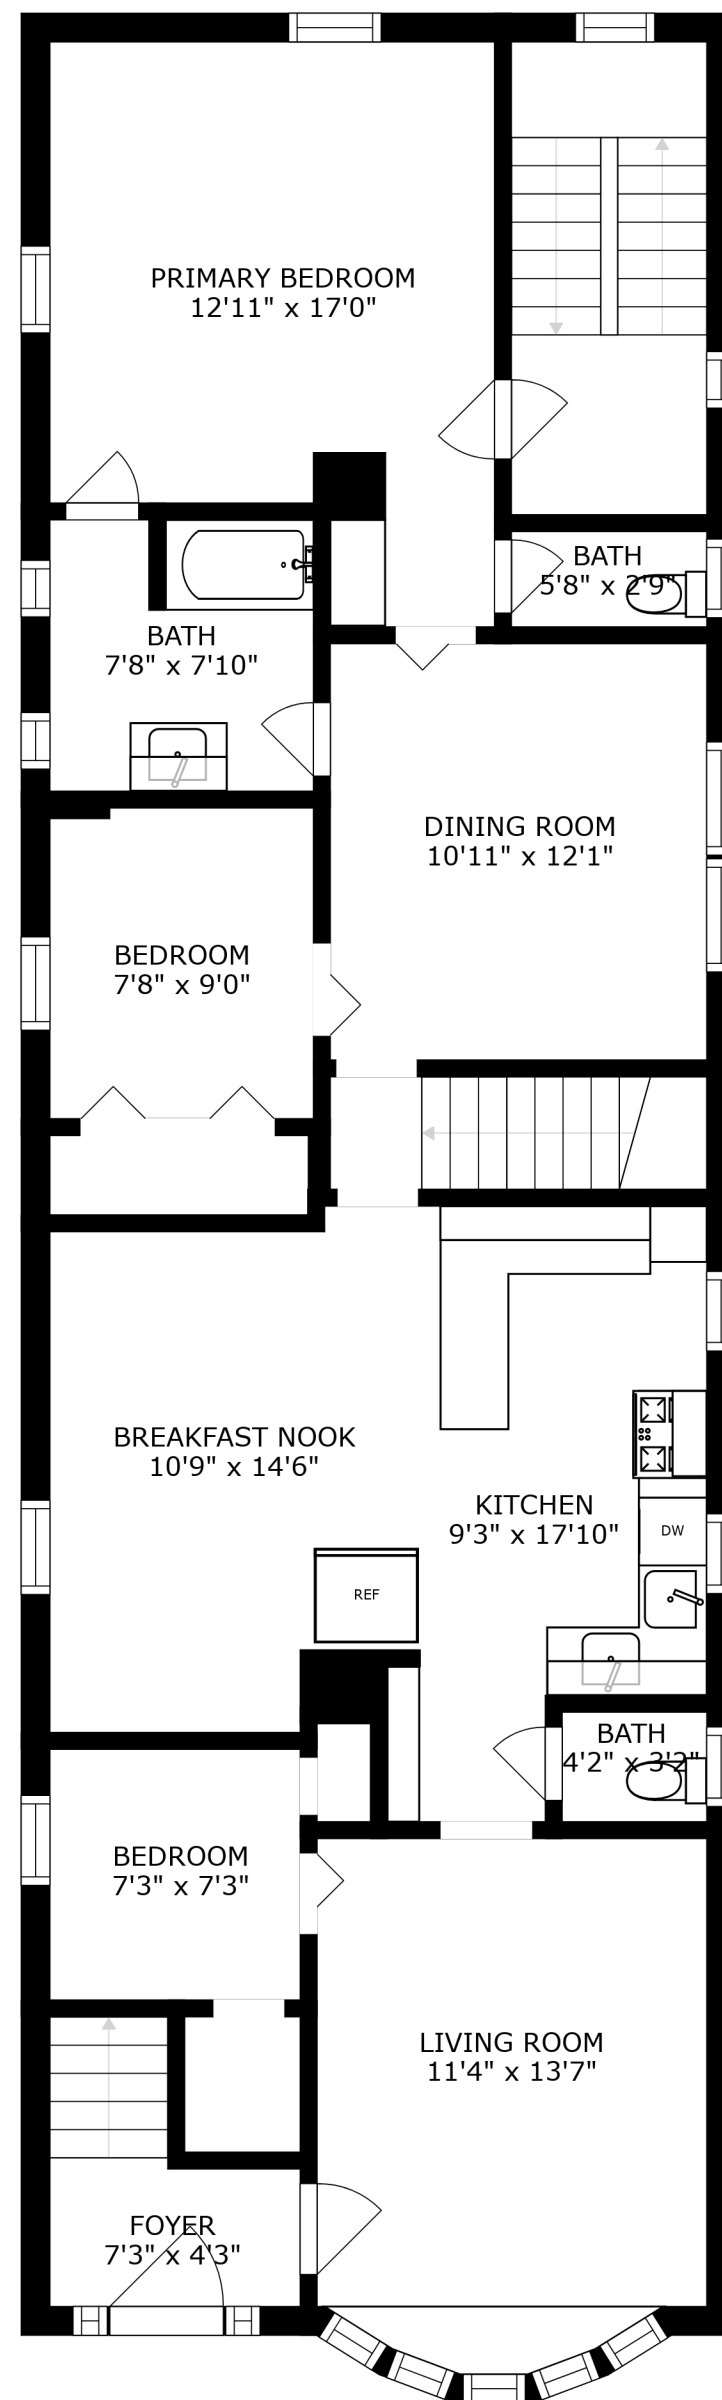 PRIMARY BEDROOM
12'11" x 17'0"
BATH
5'8" x 2'9"
BATH
7'8" x 7'10"
DINING ROOM
10'11" x 12'1"
BEDROOM
7'8" x 9'0"
BREAKFAST NOOK
10'9" x 14'6"
KITCHEN
9'3" x 17'10"
DW
REF
BATH
4'2" x 3'2"
BEDROOM
7'3" x 7'3"
LIVING ROOM
11'4" x 13'7"
FOYER
7'3" x 4'3"